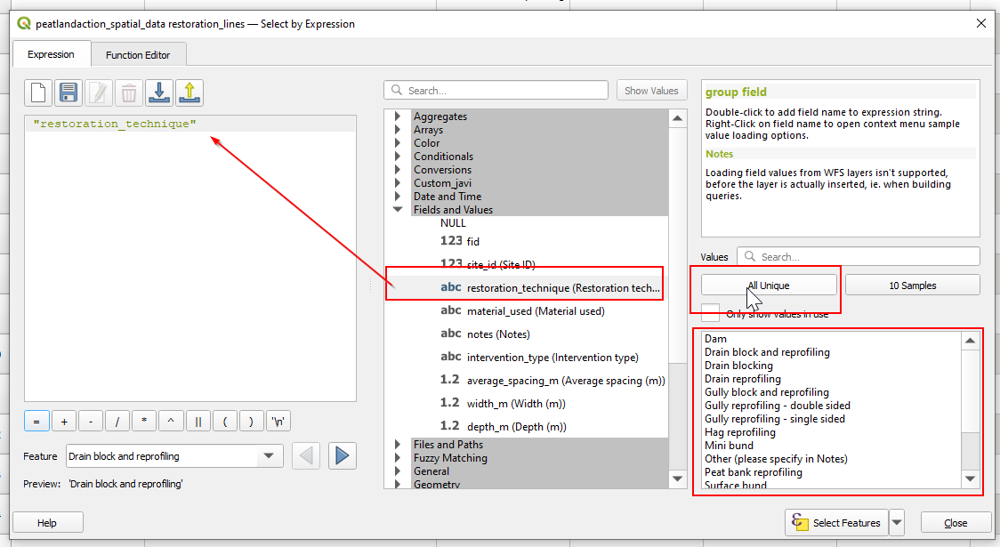 peatlandaction_spatial_data restoration_lines — Select by Expression
Expression
Function Editor
Search...
Show Values
"restoration_technique"
Aggregates
Arrays
Color
Conditionals
Conversions
Custom_javi
Date and Time
Fields and Values
NULL
123 fid
123 site_id (Site ID)
abc restoration_technique (Restoration tech...
abc material_used (Material used)
abc notes (Notes)
abc intervention_type (Intervention type)
1.2 average_spacing_m (Average spacing (m))
1.2 width_m (Width (m))
1.2 depth_m (Depth (m))
Files and Paths
Fuzzy Matching
General
Geometry
group field
Double-click to add field name to expression string.
Right-Click on field name to open context menu sample
value loading options.
Notes
Loading field values from WFS layers isn't supported,
before the layer is actually inserted, ie. when building
queries.
Values
Search...
All Unique
10 Samples
Only show values in use
Dam
Drain block and reprofiling
Drain blocking
Drain reprofiling
Gully block and reprofiling
Gully reprofiling - double sided
Gully reprofiling - single sided
Hag reprofiling
Mini bund
Other (please specify in Notes)
Peat bank reprofiling
Surface bund
= + - / * ^ || ( ) '\n'
Feature
Drain block and reprofiling
Preview: 'Drain block and reprofiling'
Help
Select Features
Close